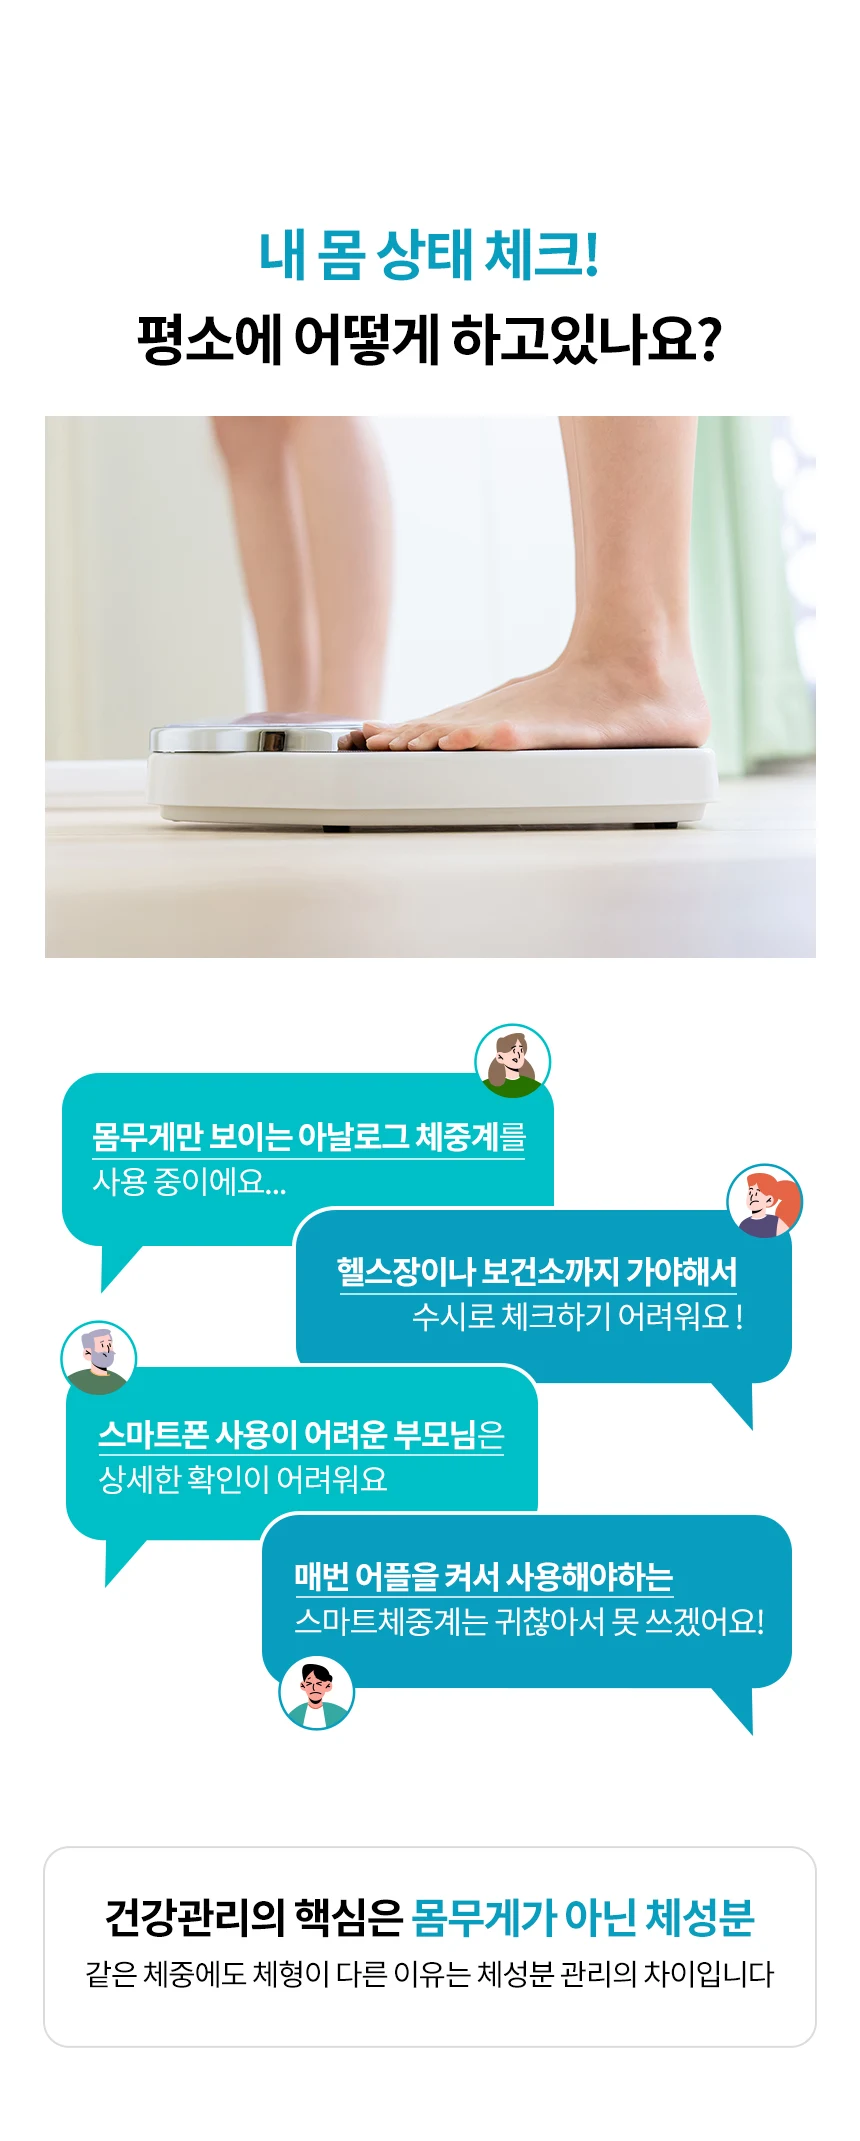 내 몸 상태 체크!
평소에 어떻게 하고있나요?
몸무게만 보이는 아날로그 체중계를
사용 중이에요...
헬스장이나 보건소까지 가야해서
수시로 체크하기 어려워요 !
스마트폰 사용이 어려운 부모님은
상세한 확인이 어려워요
매번 어플을 켜서 사용해야하는
스마트체중계는 귀찮아서 못 쓰겠어요!
건강관리의 핵심은 몸무게가 아닌 체성분
같은 체중에도 체형이 다른 이유는 체성분 관리의 차이입니다